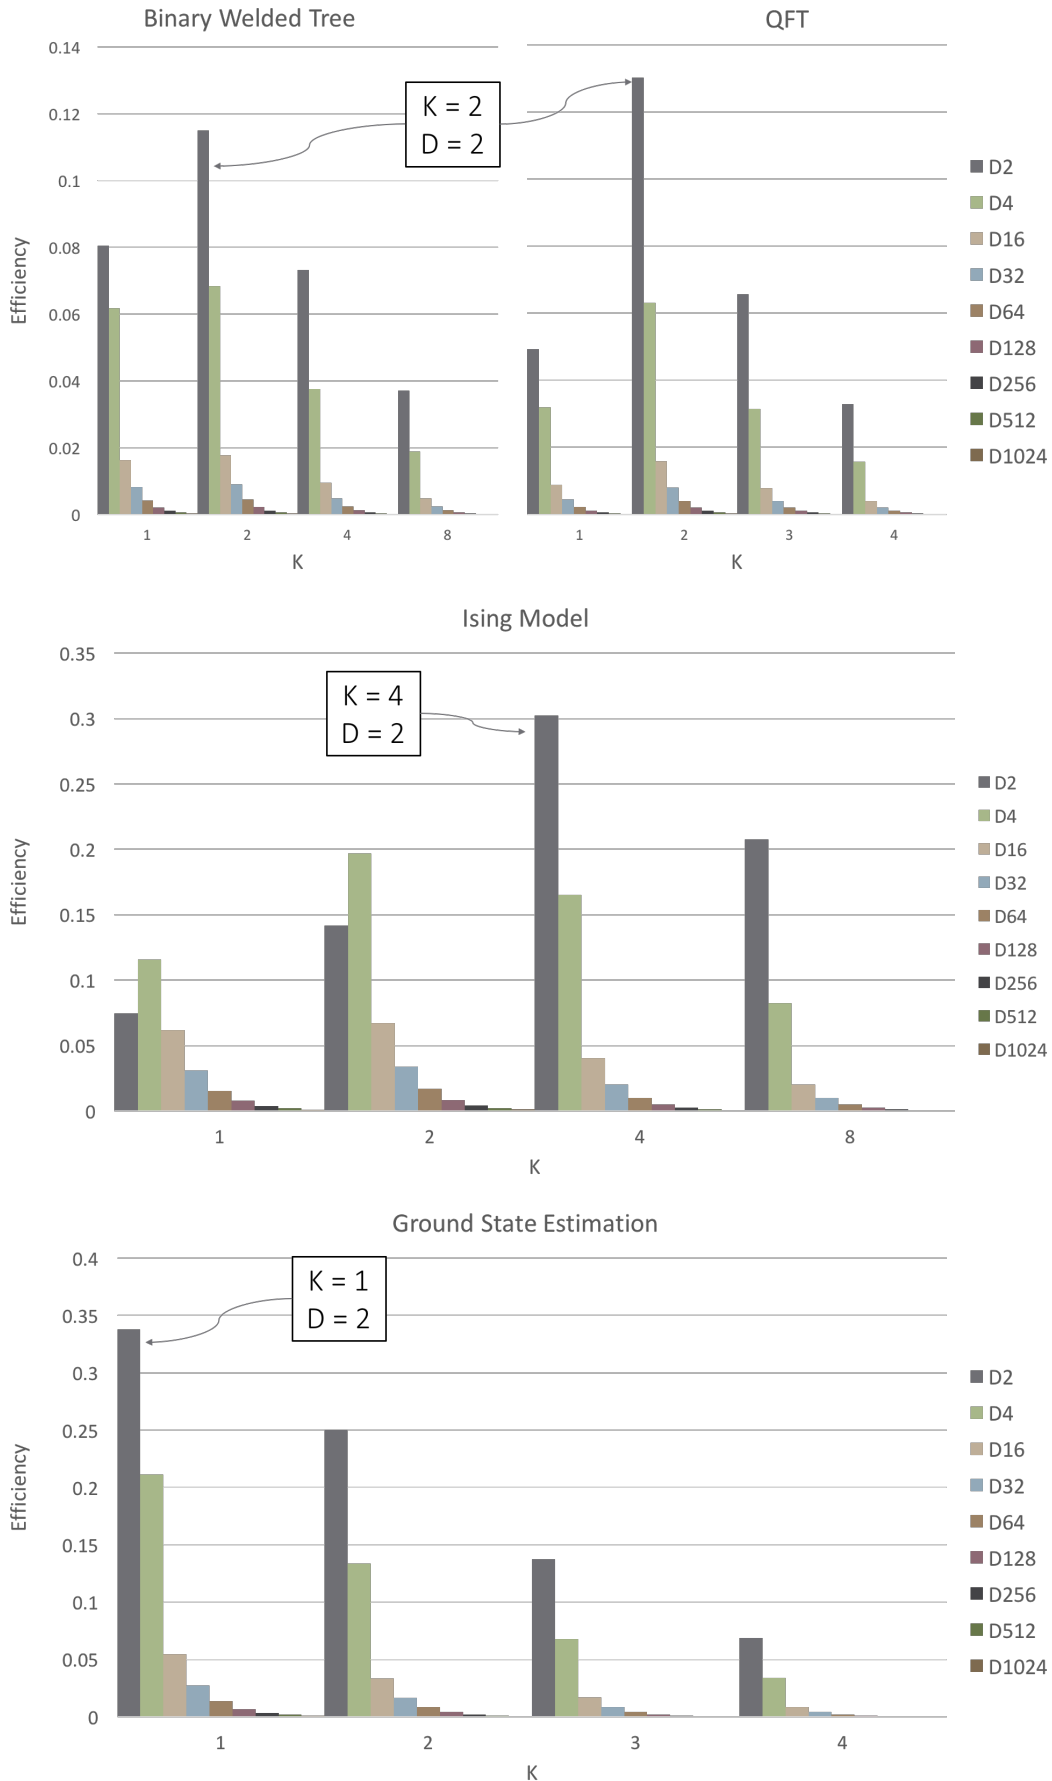 Binary Welded Tree
QFT
0.14
0.12
0.1
0.08
0.06
0.04
0.02
0
Efficiency
K = 2
D = 2
1 2 4 8
K
1 2 3 4
K
D2
D4
D16
D32
D64
D128
D256
D512
D1024
Ising Model
0.35
0.3
0.25
0.2
0.15
0.1
0.05
0
Efficiency
K = 4
D = 2
1 2 4 8
K
D2
D4
D16
D32
D64
D128
D256
D512
D1024
Ground State Estimation
0.4
0.35
0.3
0.25
0.2
0.15
0.1
0.05
0
Efficiency
K = 1
D = 2
1 2 3 4
K
D2
D4
D16
D32
D64
D128
D256
D512
D1024